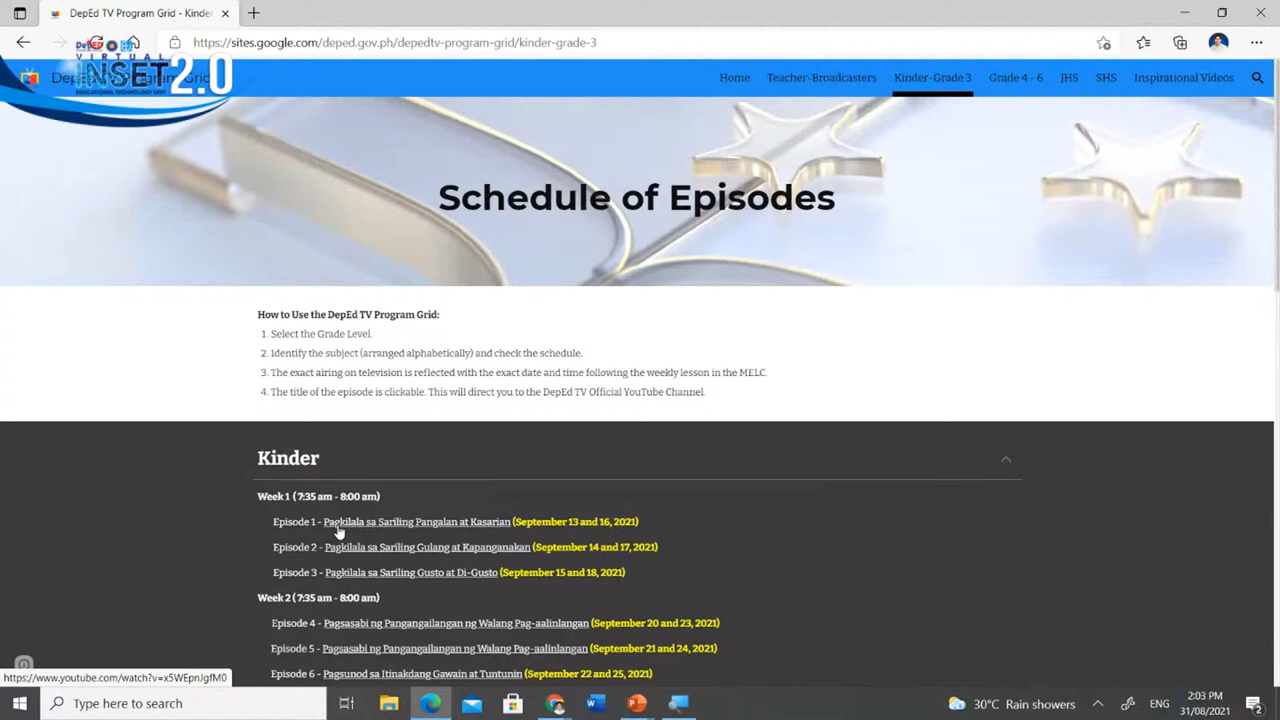 DepEd TV Program Grid - Kinder
https://sites.google.com/deped.gov.ph/depedtv-program-grid/kinder-grade-3
DepED
VIRTUAL
INSET 2.0
EDUCATIONAL TECHNOLOGY UNIT
DepEd TV Program Grid
Home Teacher-Broadcasters Kinder-Grade 3 Grade 4 - 6 JHS SHS Inspirational Videos
Schedule of Episodes
How to Use the DepEd TV Program Grid:
1. Select the Grade Level.
2. Identify the subject (arranged alphabetically) and check the schedule.
3. The exact airing on television is reflected with the exact date and time following the weekly lesson in the MELC.
4. The title of the episode is clickable. This will direct you to the DepEd TV Official YouTube Channel.
Kinder
Week 1 ( 7:35 am - 8:00 am)
Episode 1 - Pagkilala sa Sariling Pangalan at Kasarian (September 13 and 16, 2021)
Episode 2 - Pagkilala sa Sariling Gulang at Kapanganakan (September 14 and 17, 2021)
Episode 3 - Pagkilala sa Sariling Gusto at Di-Gusto (September 15 and 18, 2021)
Week 2 ( 7:35 am - 8:00 am)
Episode 4 - Pagsasabi ng Pangangailangan ng Walang Pag-aalinlangan (September 20 and 23, 2021)
Episode 5 - Pagsasabi ng Pangangailangan ng Walang Pag-aalinlangan (September 21 and 24, 2021)
Episode 6 - Pagsunod sa Itinakdang Gawain at Tuntunin (September 22 and 25, 2021)
https://www.youtube.com/watch?v=x5WEpnJgfM0
Type here to search
30°C Rain showers
ENG
2:03 PM
31/08/2021
2